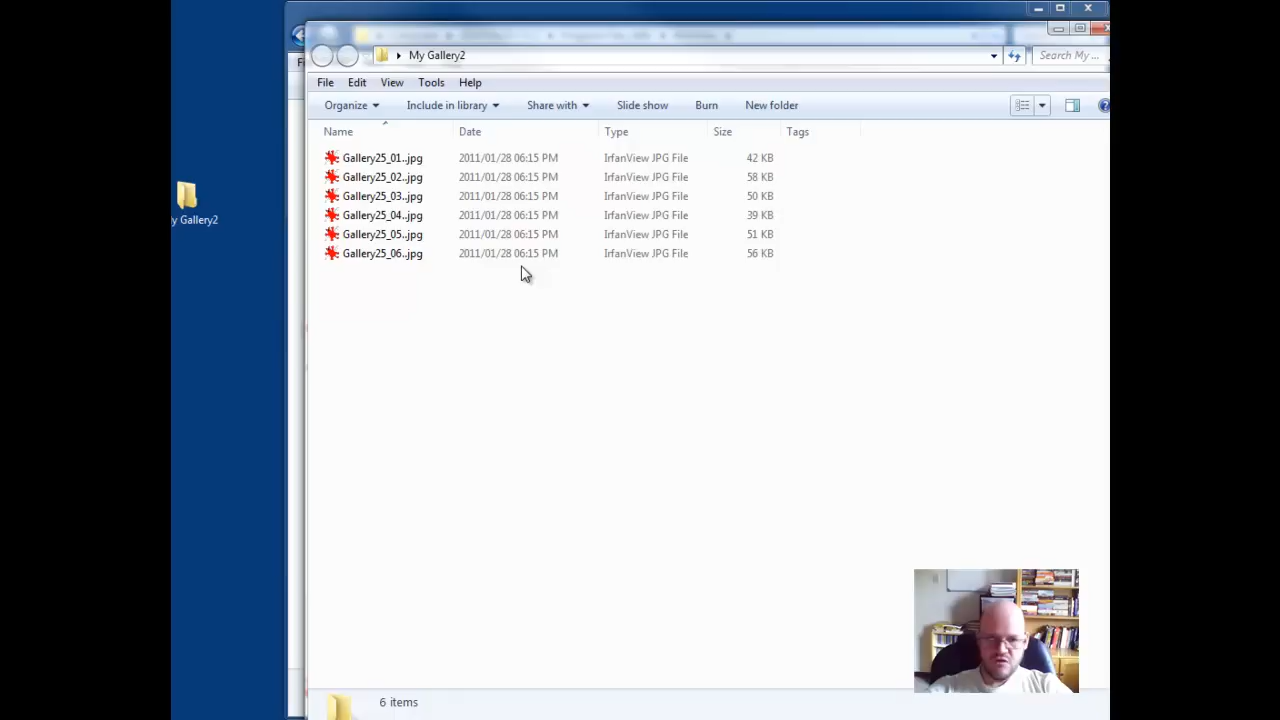 My Gallery2
Search My ...
File Edit View Tools Help
Organize Include in library Share with Slide show Burn New folder
Name Date Type Size Tags
Gallery25_01..jpg 2011/01/28 06:15 PM IrfanView JPG File 42 KB
Gallery25_02..jpg 2011/01/28 06:15 PM IrfanView JPG File 58 KB
Gallery25_03..jpg 2011/01/28 06:15 PM IrfanView JPG File 50 KB
Gallery25_04..jpg 2011/01/28 06:15 PM IrfanView JPG File 39 KB
Gallery25_05..jpg 2011/01/28 06:15 PM IrfanView JPG File 51 KB
Gallery25_06..jpg 2011/01/28 06:15 PM IrfanView JPG File 56 KB
y Gallery2
6 items